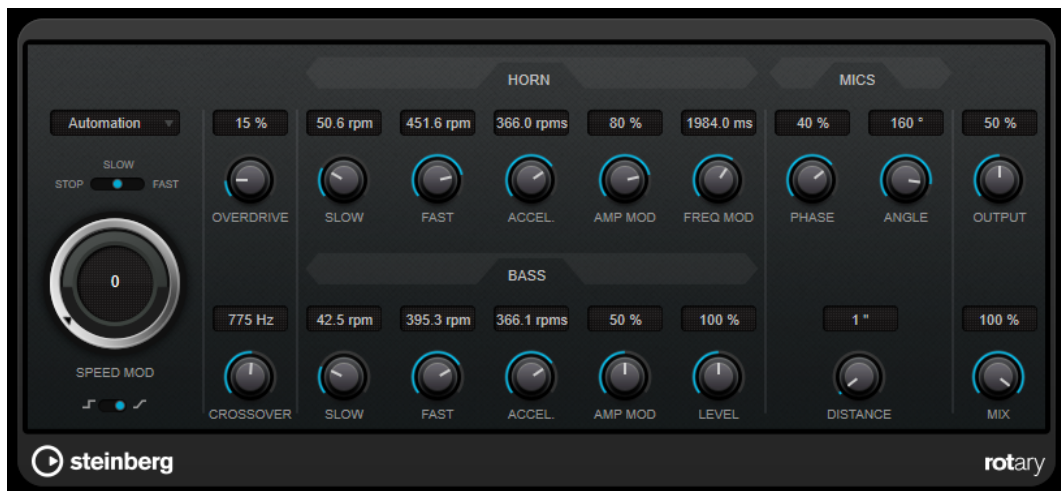 HORN MICS
Automation 15 % 50.6 rpm 451.6 rpm 366.0 rpms 80 % 1984.0 ms 40 % 160 ° 50 %
SLOW
STOP FAST
OVERDRIVE SLOW FAST ACCEL. AMP MOD FREQ MOD PHASE ANGLE OUTPUT
BASS
0
775 Hz 42.5 rpm 395.3 rpm 366.1 rpms 50 % 100 % 1 " 100 %
SPEED MOD
CROSSOVER SLOW FAST ACCEL. AMP MOD LEVEL DISTANCE MIX
steinberg rotary